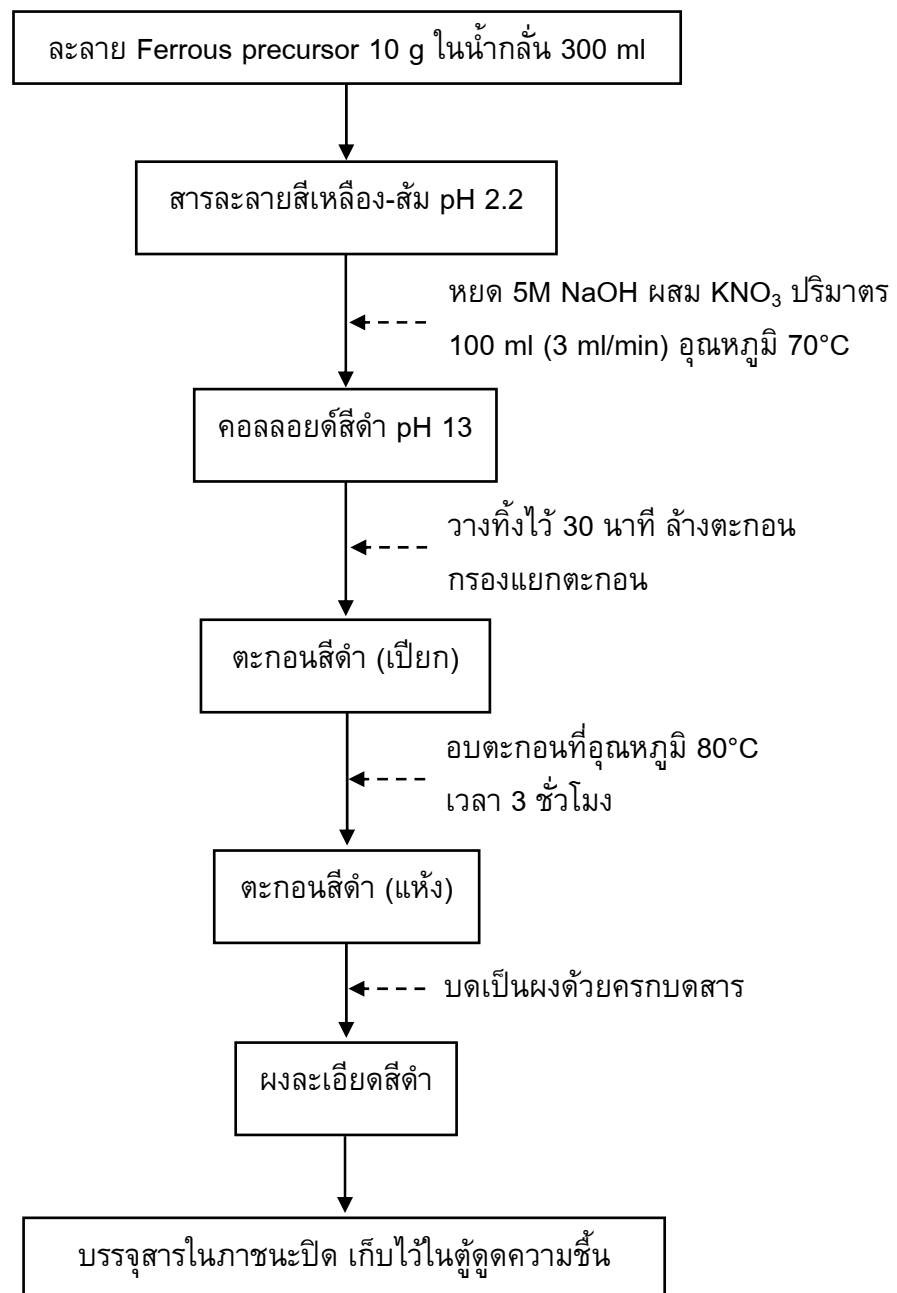 ละลาย Ferrous precursor 10 g ในน้ำกลั่น 300 ml
สารละลายสีเหลือง-ส้ม pH 2.2
หยด 5M NaOH ผสม KNO₃ ปริมาตร
100 ml (3 ml/min) อุณหภูมิ 70°C
คอลลอยด์สีดำ pH 13
วางทิ้งไว้ 30 นาที ล้างตะกอน
กรองแยกตะกอน
ตะกอนสีดำ (เปียก)
อบตะกอนที่อุณหภูมิ 80°C
เวลา 3 ชั่วโมง
ตะกอนสีดำ (แห้ง)
บดเป็นผงด้วยครกบดสาร
ผงละเอียดสีดำ
บรรจุสารในภาชนะปิด เก็บไว้ในตู้ดูดความชื้น